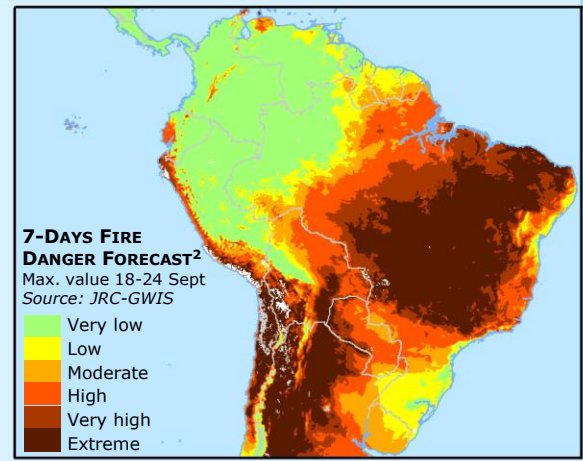 7-DAYS FIRE
DANGER FORECAST²
Max. value 18-24 Sept
Source: JRC-GWIS
Very low
Low
Moderate
High
Very high
Extreme